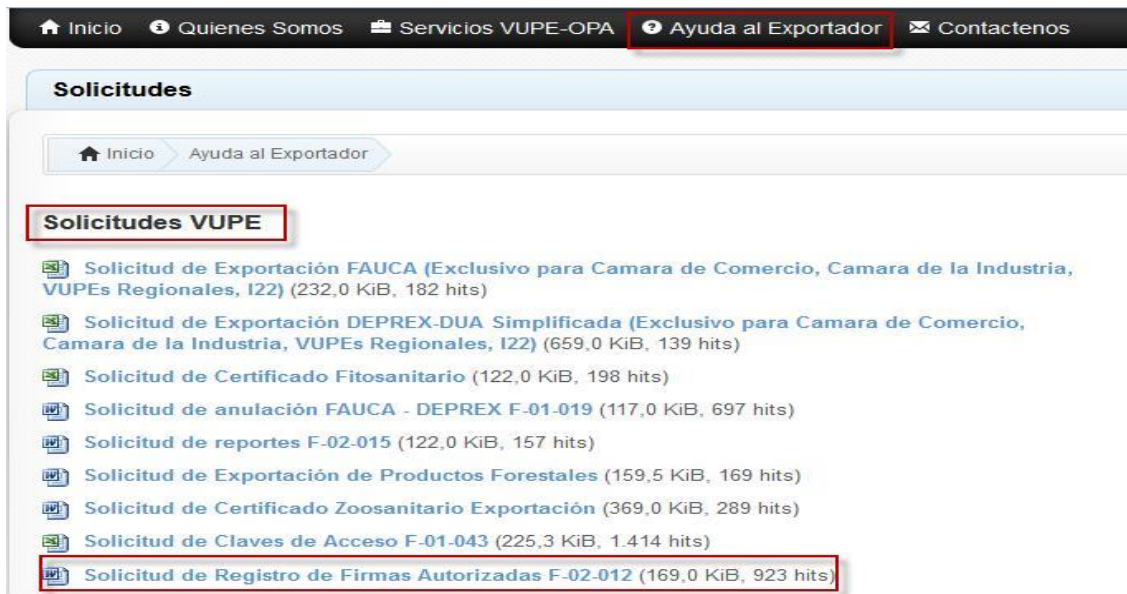 Inicio Quienes Somos Servicios VUPE-OPA Ayuda al Exportador Contactenos
Solicitudes
Inicio Ayuda al Exportador
Solicitudes VUPE
Solicitud de Exportación FAUCA (Exclusivo para Camara de Comercio, Camara de la Industria,
VUPEs Regionales, I22) (232,0 KiB, 182 hits)
Solicitud de Exportación DEPREX-DUA Simplificada (Exclusivo para Camara de Comercio,
Camara de la Industria, VUPEs Regionales, I22) (659,0 KiB, 139 hits)
Solicitud de Certificado Fitosanitario (122,0 KiB, 198 hits)
Solicitud de anulación FAUCA - DEPREX F-01-019 (117,0 KiB, 697 hits)
Solicitud de reportes F-02-015 (122,0 KiB, 157 hits)
Solicitud de Exportación de Productos Forestales (159,5 KiB, 169 hits)
Solicitud de Certificado Zoosanitario Exportación (369,0 KiB, 289 hits)
Solicitud de Claves de Acceso F-01-043 (225,3 KiB, 1.414 hits)
Solicitud de Registro de Firmas Autorizadas F-02-012 (169,0 KiB, 923 hits)